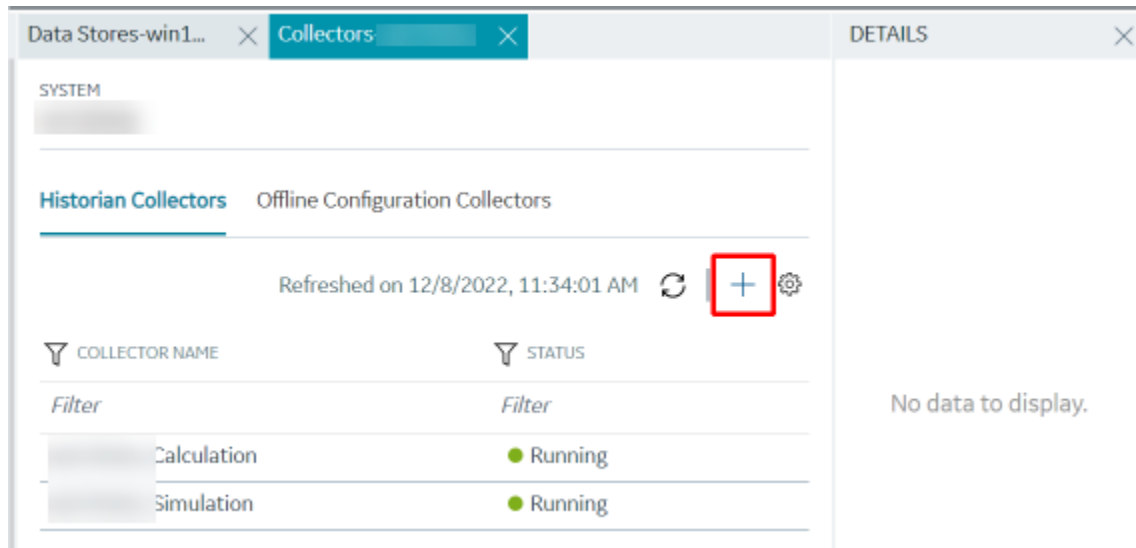 Data Stores-win1... Collectors- DETAILS
SYSTEM
Historian Collectors Offline Configuration Collectors
Refreshed on 12/8/2022, 11:34:01 AM
COLLECTOR NAME STATUS
Filter Filter
No data to display.
Calculation Running
Simulation Running